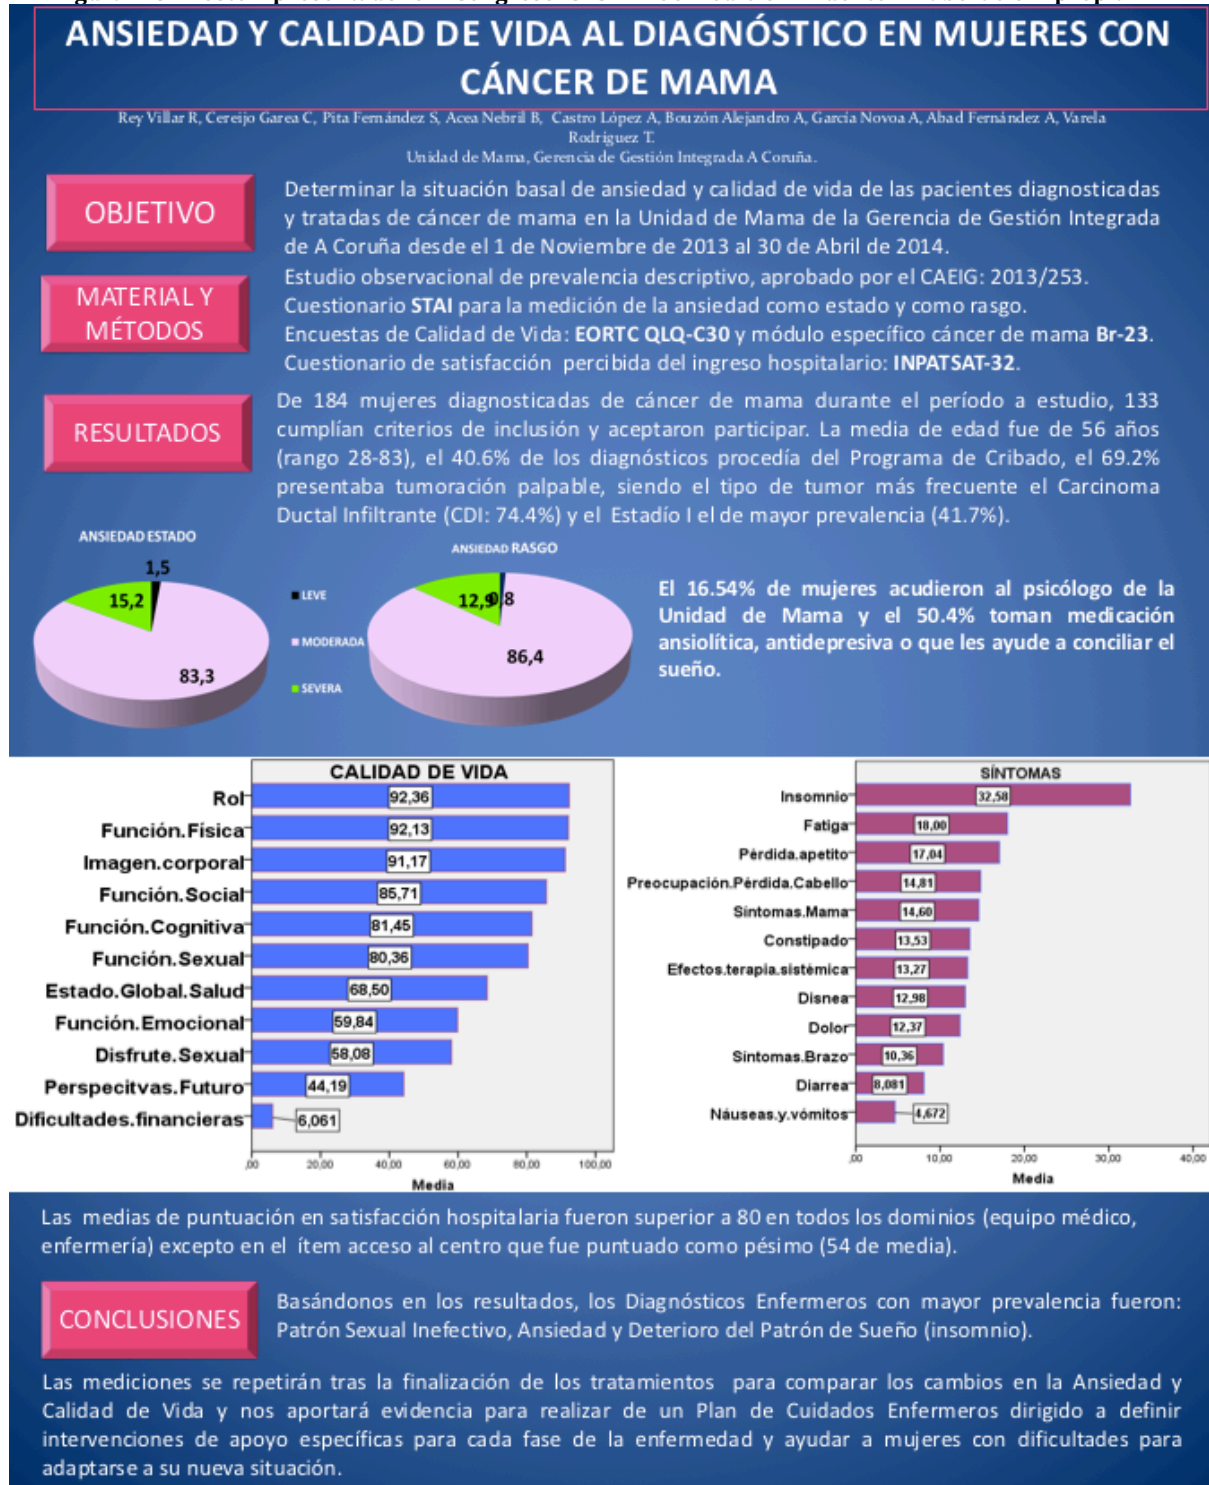 ANSIEDAD Y CALIDAD DE VIDA AL DIAGNÓSTICO EN MUJERES CON
CÁNCER DE MAMA
Rey Villar R, Cereijo Garea C, Pita Fernández S, Acea Nebril B, Castro López A, Bouzón Alejandro A, García Novoa A, Abad Fernández A, Varela
Rodríguez T.
Unidad de Mama, Gerencia de Gestión Integrada A Coruña.
OBJETIVO
Determinar la situación basal de ansiedad y calidad de vida de las pacientes diagnosticadas
y tratadas de cáncer de mama en la Unidad de Mama de la Gerencia de Gestión Integrada
de A Coruña desde el 1 de Noviembre de 2013 al 30 de Abril de 2014.
MATERIAL Y
MÉTODOS
Estudio observacional de prevalencia descriptivo, aprobado por el CAEIG: 2013/253.
Cuestionario STAI para la medición de la ansiedad como estado y como rasgo.
Encuestas de Calidad de Vida: EORTC QLQ-C30 y módulo específico cáncer de mama Br-23.
Cuestionario de satisfacción percibida del ingreso hospitalario: INPATSAT-32.
RESULTADOS
De 184 mujeres diagnosticadas de cáncer de mama durante el período a estudio, 133
cumplían criterios de inclusión y aceptaron participar. La media de edad fue de 56 años
(rango 28-83), el 40.6% de los diagnósticos procedía del Programa de Cribado, el 69.2%
presentaba tumoración palpable, siendo el tipo de tumor más frecuente el Carcinoma
Ductal Infiltrante (CDI: 74.4%) y el Estadío I el de mayor prevalencia (41.7%).
ANSIEDAD ESTADO
1,5
15,2
83,3
LEVE
MODERADA
SEVERA
ANSIEDAD RASGO
12,9
0,8
86,4
El 16.54% de mujeres acudieron al psicólogo de la
Unidad de Mama y el 50.4% toman medicación
ansiolítica, antidepresiva o que les ayude a conciliar el
sueño.
CALIDAD DE VIDA
Rol 92,36
Función.Física 92,13
Imagen.corporal 91,17
Función.Social 85,71
Función.Cognitiva 81,45
Función.Sexual 80,36
Estado.Global.Salud 68,50
Función.Emocional 59,84
Disfrute.Sexual 58,08
Perspecitvas.Futuro 44,19
Dificultades.financieras 6,061
,00 20,00 40,00 60,00 80,00 100,00
Media
SÍNTOMAS
Insomnio 32,58
Fatiga 18,00
Pérdida.apetito 17,04
Preocupación.Pérdida.Cabello 14,81
Síntomas.Mama 14,60
Constipado 13,53
Efectos.terapia.sistémica 13,27
Disnea 12,98
Dolor 12,37
Síntomas.Brazo 10,36
Diarrea 8,081
Náuseas.y.vómitos 4,672
,00 10,00 20,00 30,00 40,00
Media
Las medias de puntuación en satisfacción hospitalaria fueron superior a 80 en todos los dominios (equipo médico,
enfermería) excepto en el ítem acceso al centro que fue puntuado como pésimo (54 de media).
CONCLUSIONES
Basándonos en los resultados, los Diagnósticos Enfermeros con mayor prevalencia fueron:
Patrón Sexual Inefectivo, Ansiedad y Deterioro del Patrón de Sueño (insomnio).
Las mediciones se repetirán tras la finalización de los tratamientos para comparar los cambios en la Ansiedad y
Calidad de Vida y nos aportará evidencia para realizar de un Plan de Cuidados Enfermeros dirigido a definir
intervenciones de apoyo específicas para cada fase de la enfermedad y ayudar a mujeres con dificultades para
adaptarse a su nueva situación.